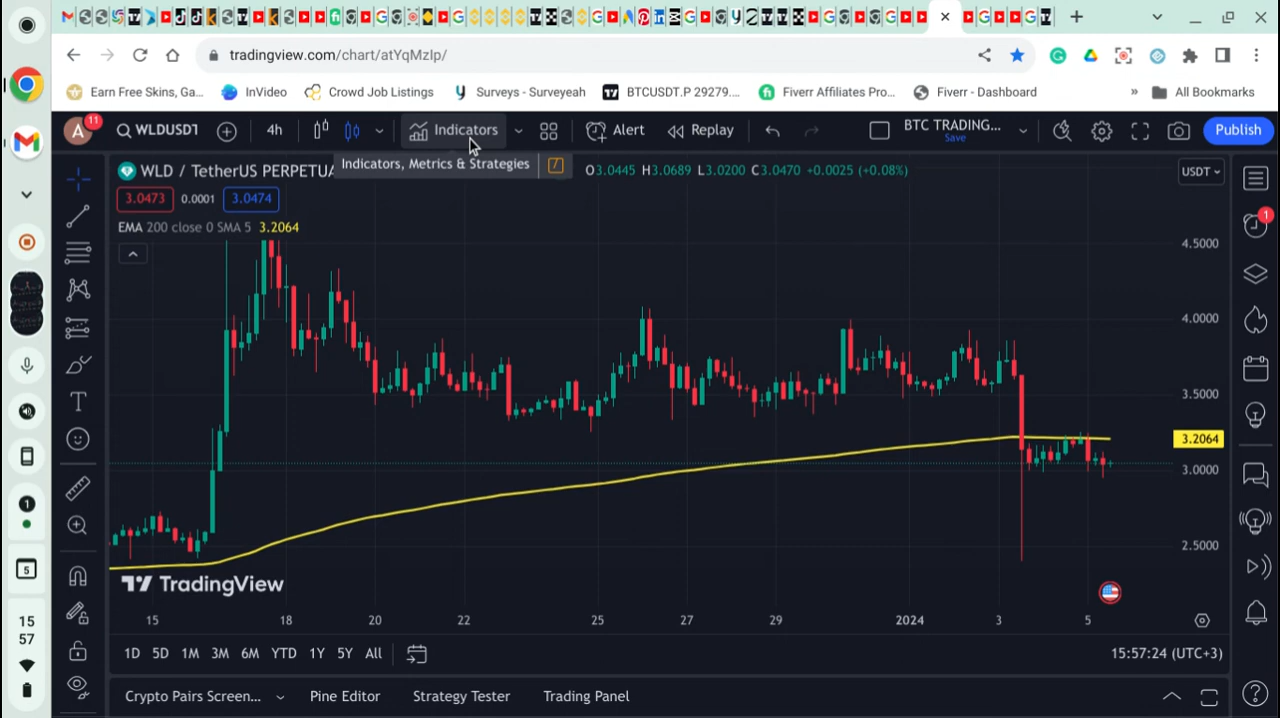 tradingview.com/chart/atYqMzIp/
Earn Free Skins, Ga...
InVideo
Crowd Job Listings
Surveys - Surveyeah
BTCUSDT.P 29279....
Fiverr Affiliates Pro...
Fiverr - Dashboard
»
All Bookmarks
A
11
WLDUSDT
4h
Indicators
Alert
Replay
BTC TRADING...
Save
Publish
Indicators, Metrics & Strategies
/
WLD / TetherUS PERPETUA
O3.0445 H3.0689 L3.0200 C3.0470 +0.0025 (+0.08%)
USDT
3.0473
0.0001
3.0474
EMA 200 close 0 SMA 5 3.2064
1
4.5000
4.0000
3.5000
3.2064
3.0000
2.5000
TradingView
15
18
20
22
25
27
29
2024
3
5
1D 5D 1M 3M 6M YTD 1Y 5Y All
15:57:24 (UTC+3)
Crypto Pairs Screen...
Pine Editor
Strategy Tester
Trading Panel
1
5
15
57